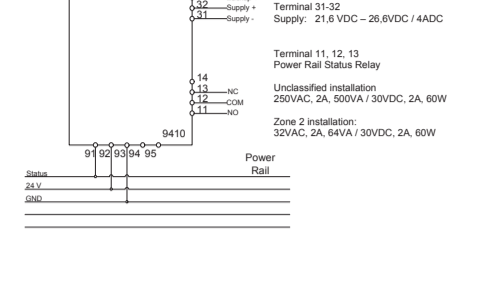 32
Supply +
Terminal 31-32
31
Supply -
Supply: 21,6 VDC – 26,6VDC / 4ADC
Terminal 11, 12, 13
Power Rail Status Relay
14
13
NC
Unclassified installation
12
COM
250VAC, 2A, 500VA / 30VDC, 2A, 60W
11
NO
Zone 2 installation:
9410
32VAC, 2A, 64VA / 30VDC, 2A, 60W
91 92 93 94 95
Power
Rail
Status
24 V
GND